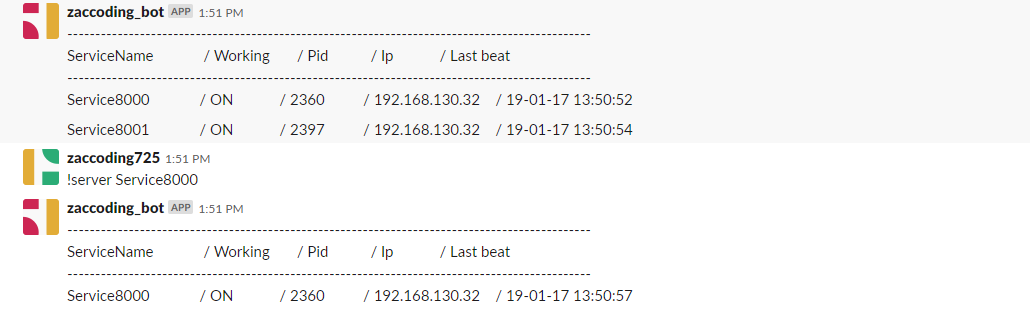 zaccoding_bot APP 1:51 PM
------------------------------------------------------------------------------------------
ServiceName / Working / Pid / Ip / Last beat
------------------------------------------------------------------------------------------
Service8000 / ON / 2360 / 192.168.130.32 / 19-01-17 13:50:52
Service8001 / ON / 2397 / 192.168.130.32 / 19-01-17 13:50:54
zaccoding725 1:51 PM
!server Service8000
zaccoding_bot APP 1:51 PM
------------------------------------------------------------------------------------------
ServiceName / Working / Pid / Ip / Last beat
------------------------------------------------------------------------------------------
Service8000 / ON / 2360 / 192.168.130.32 / 19-01-17 13:50:57